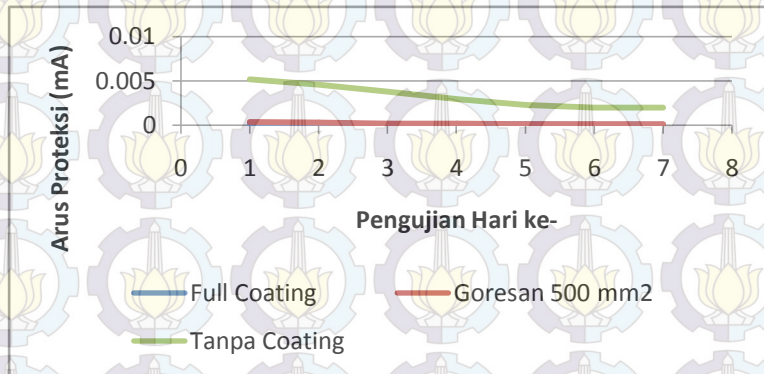 Arus Proteksi (mA)
0.01
0.005
0
0 1 2 3 4 5 6 7 8
Pengujian Hari ke-
Full Coating
Goresan 500 mm2
Tanpa Coating